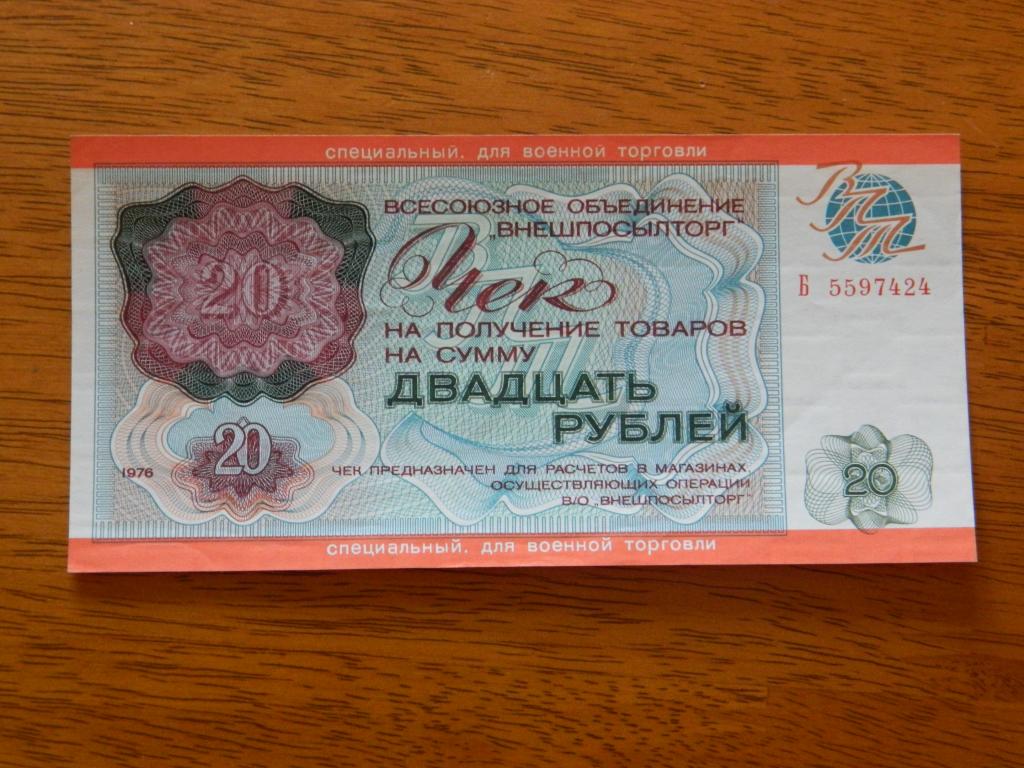 специальный. для военной торговли
ВСЕСОЮЗНОЕ ОБЪЕДИНЕНИЕ
„ВНЕШПОСЫЛТОРГ"
Чек
НА ПОЛУЧЕНИЕ ТОВАРОВ
НА СУММУ
ДВАДЦАТЬ
РУБЛЕЙ
20
20
1976
ЧЕК ПРЕДНАЗНАЧЕН ДЛЯ РАСЧЕТОВ В МАГАЗИНАХ,
ОСУЩЕСТВЛЯЮЩИХ ОПЕРАЦИИ
В/О „ВНЕШПОСЫЛТОРГ"
ВПТ
Б 5597424
20
специальный. для военной торговли